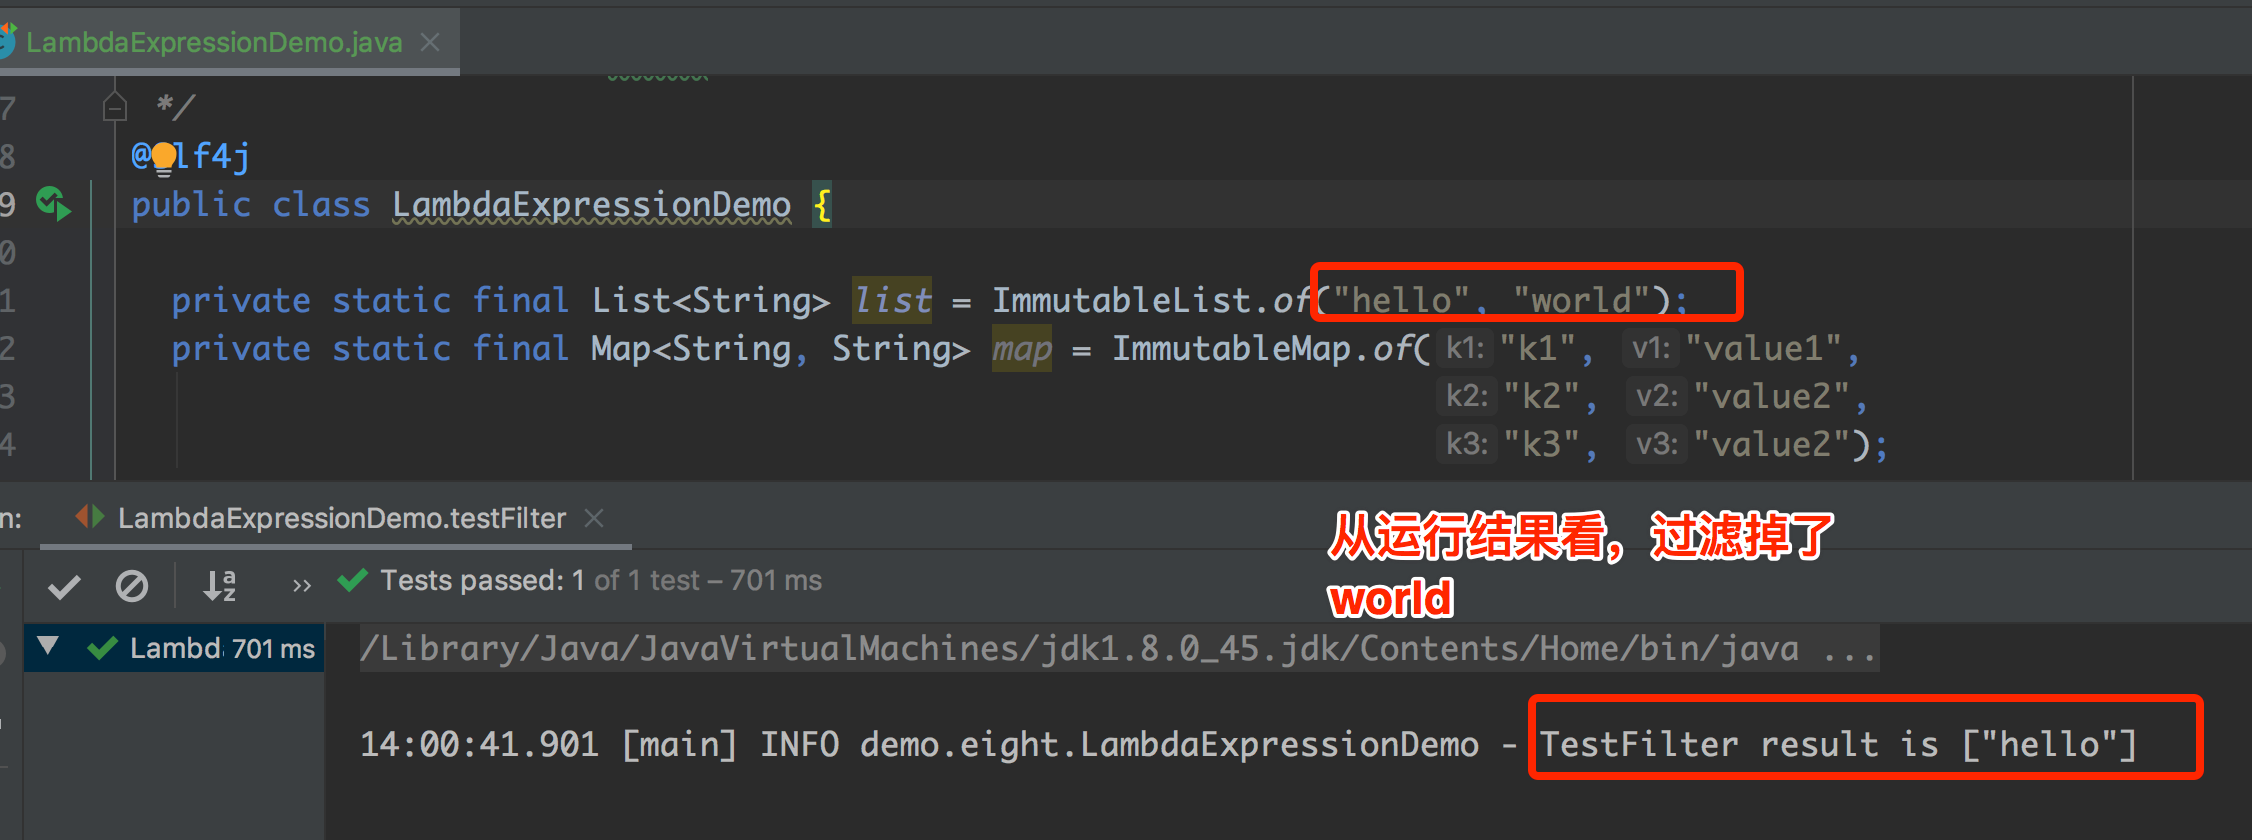 LambdaExpressionDemo.java
7 */
8 @Slf4j
9 public class LambdaExpressionDemo {
0
1 private static final List<String> list = ImmutableList.of("hello", "world");
2 private static final Map<String, String> map = ImmutableMap.of( k1: "k1", v1: "value1",
3 k2: "k2", v2: "value2",
4 k3: "k3", v3: "value2");
n: LambdaExpressionDemo.testFilter
从运行结果看，过滤掉了
world
» Tests passed: 1 of 1 test – 701 ms
Lambd 701 ms
/Library/Java/JavaVirtualMachines/jdk1.8.0_45.jdk/Contents/Home/bin/java ...
14:00:41.901 [main] INFO demo.eight.LambdaExpressionDemo - TestFilter result is ["hello"]